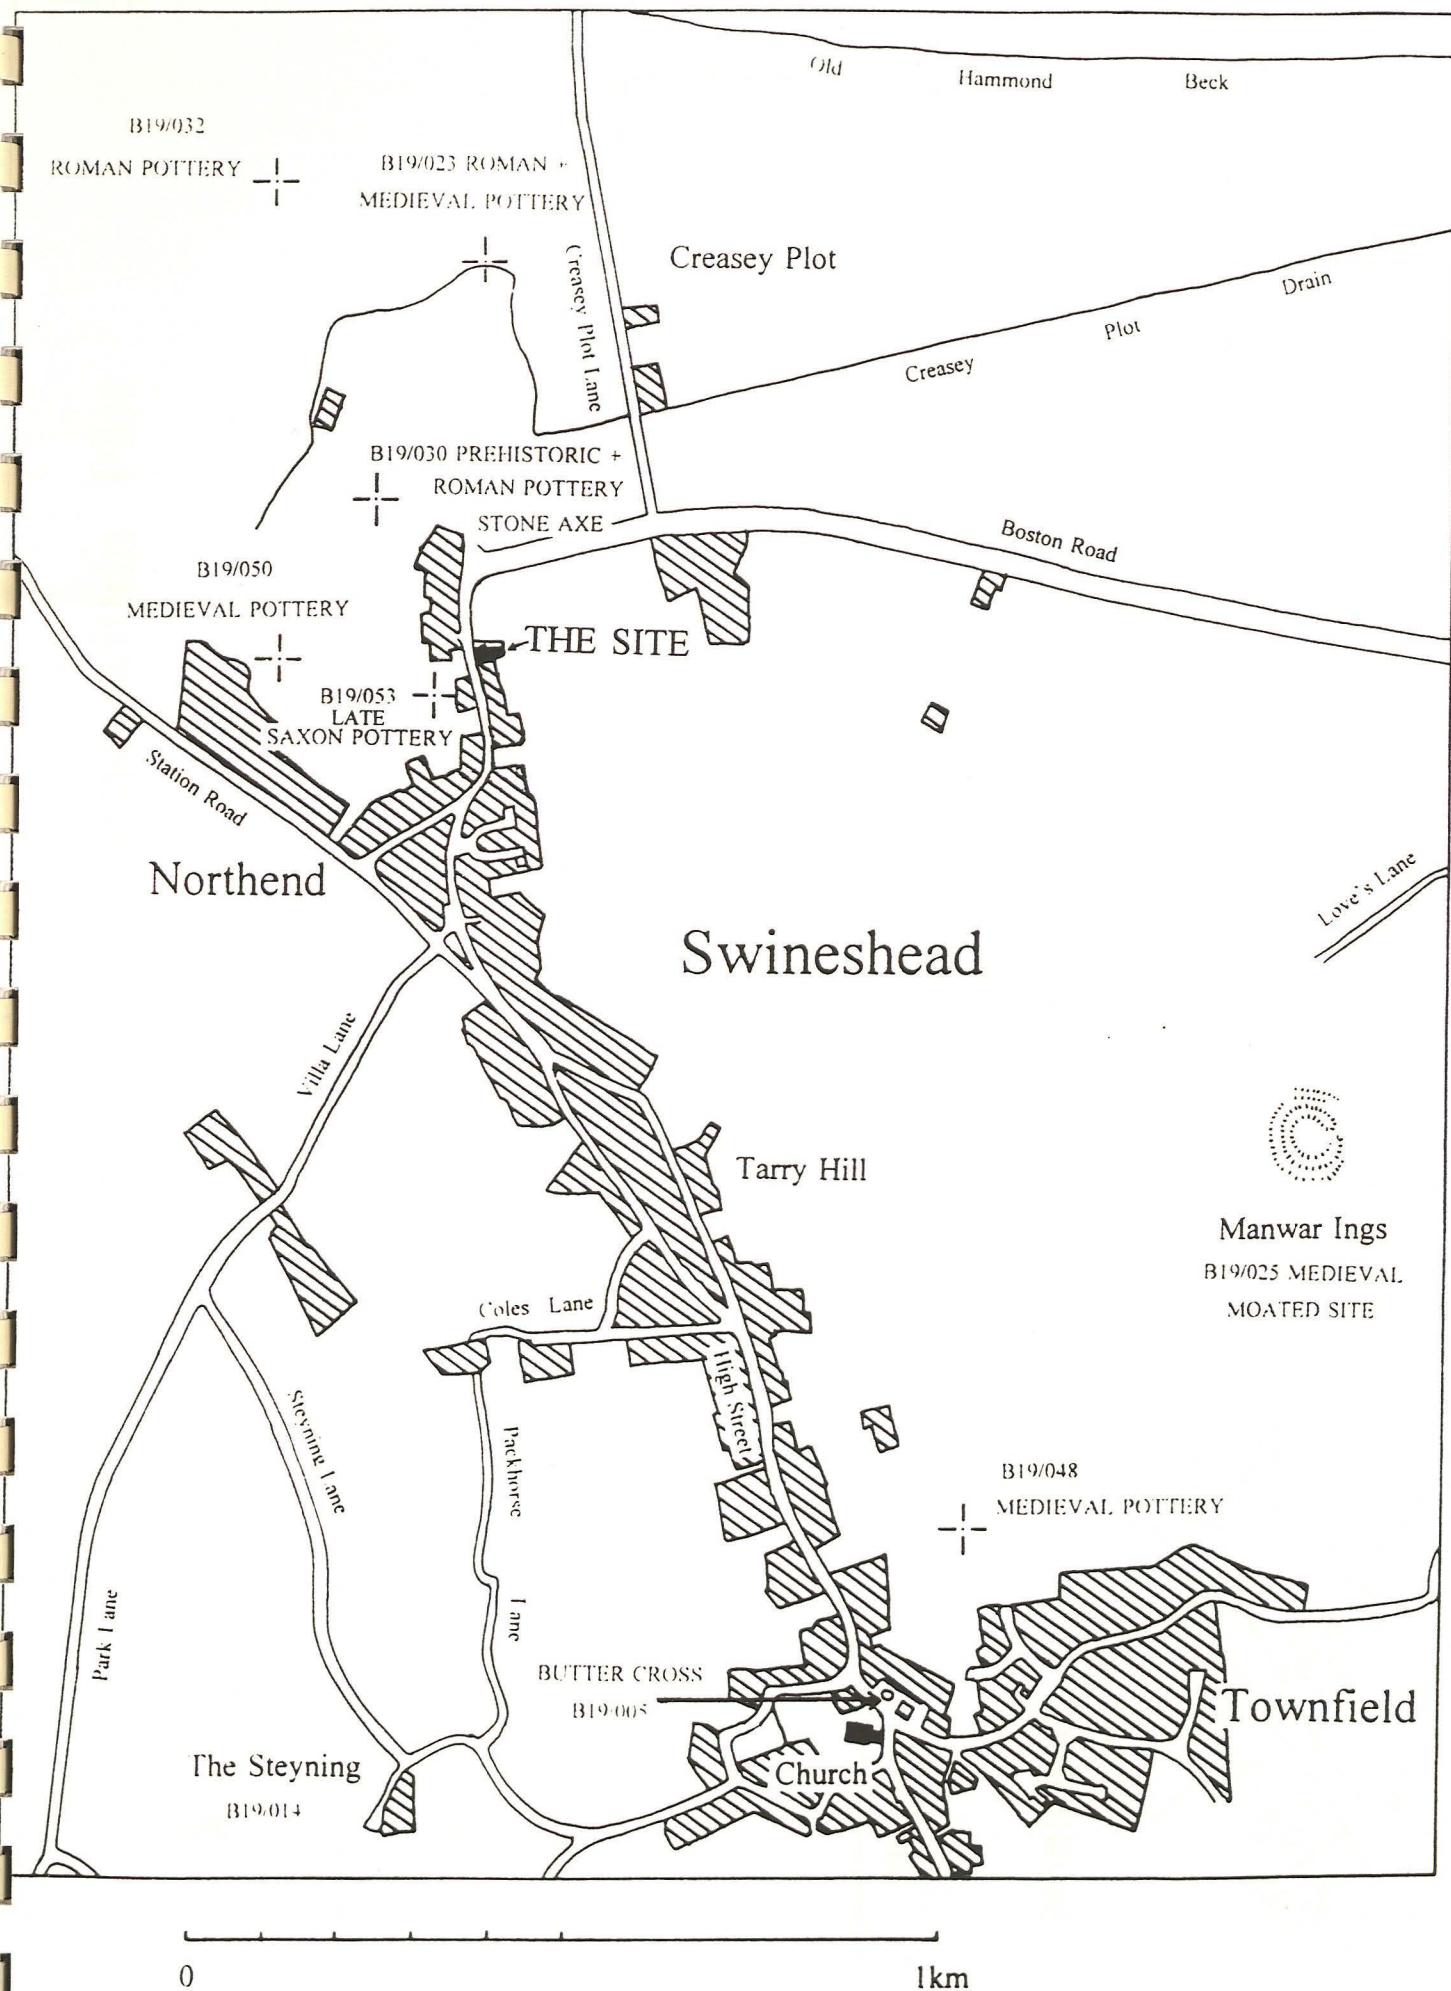 Old Hammond Beck
B19/032
ROMAN POTTERY
B19/023 ROMAN +
MEDIEVAL POTTERY
Creasey Plot
Creasey Plot Lane
Creasey Plot Drain
B19/030 PREHISTORIC +
ROMAN POTTERY
STONE AXE
Boston Road
B19/050
MEDIEVAL POTTERY
THE SITE
B19/053
LATE
SAXON POTTERY
Station Road
Northend
Love's Lane
Swineshead
Villa Lane
Tarry Hill
Manwar Ings
B19/025 MEDIEVAL
MOATED SITE
Coles Lane
High Street
Steyning Lane
Packhorse Lane
B19/048
MEDIEVAL POTTERY
Park Lane
BUTTER CROSS
B19/005
Townfield
The Steyning
B19/014
Church
0 1km